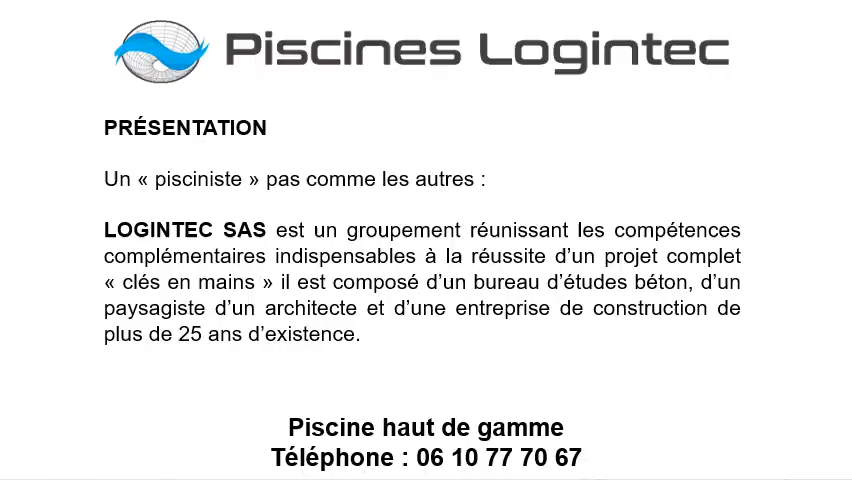 Piscines Logintec
PRÉSENTATION
Un « pisciniste » pas comme les autres :
LOGINTEC SAS est un groupement réunissant les compétences
complémentaires indispensables à la réussite d’un projet complet
« clés en mains » il est composé d’un bureau d’études béton, d’un
paysagiste d’un architecte et d’une entreprise de construction de
plus de 25 ans d’existence.
Piscine haut de gamme
Téléphone : 06 10 77 70 67